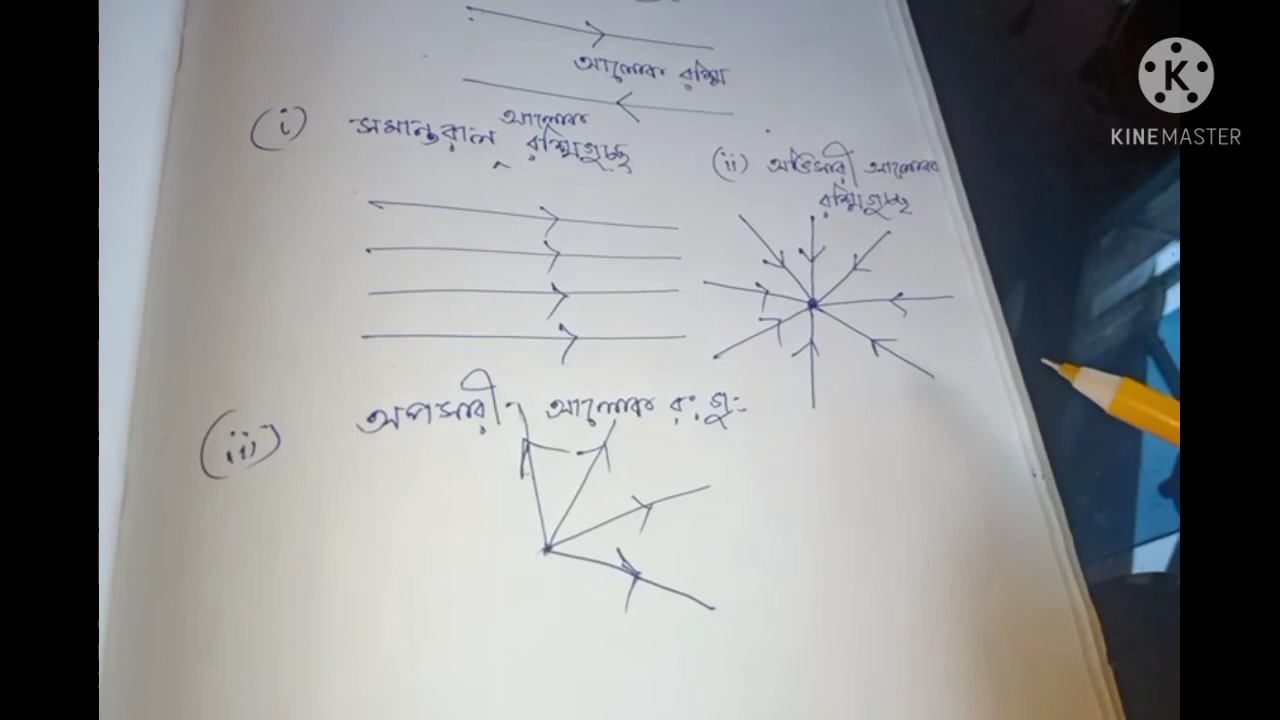 আলোক রশ্মি
(i) সমান্তরাল আলোক রশ্মিগুচ্ছ
(ii) অভিসারী আলোক
রশ্মিগুচ্ছ
(iii) অপসারী আলোক র: গু:
KINEMASTER